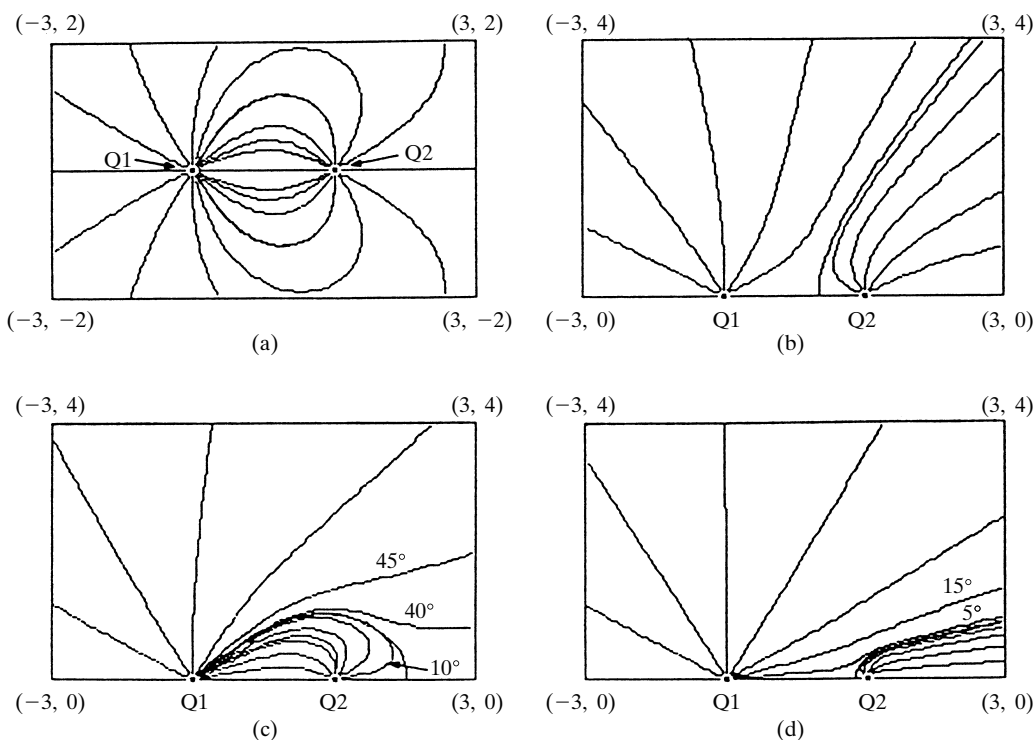 (−3, 2) (3, 2) (−3, 4) (3, 4)
Q1 Q2
(−3, −2) (3, −2) (−3, 0) Q1 Q2 (3, 0)
(a) (b)
(−3, 4) (3, 4) (−3, 4) (3, 4)
45°
40° 15°
10° 5°
(−3, 0) Q1 Q2 (3, 0) (−3, 0) Q1 Q2 (3, 0)
(c) (d)